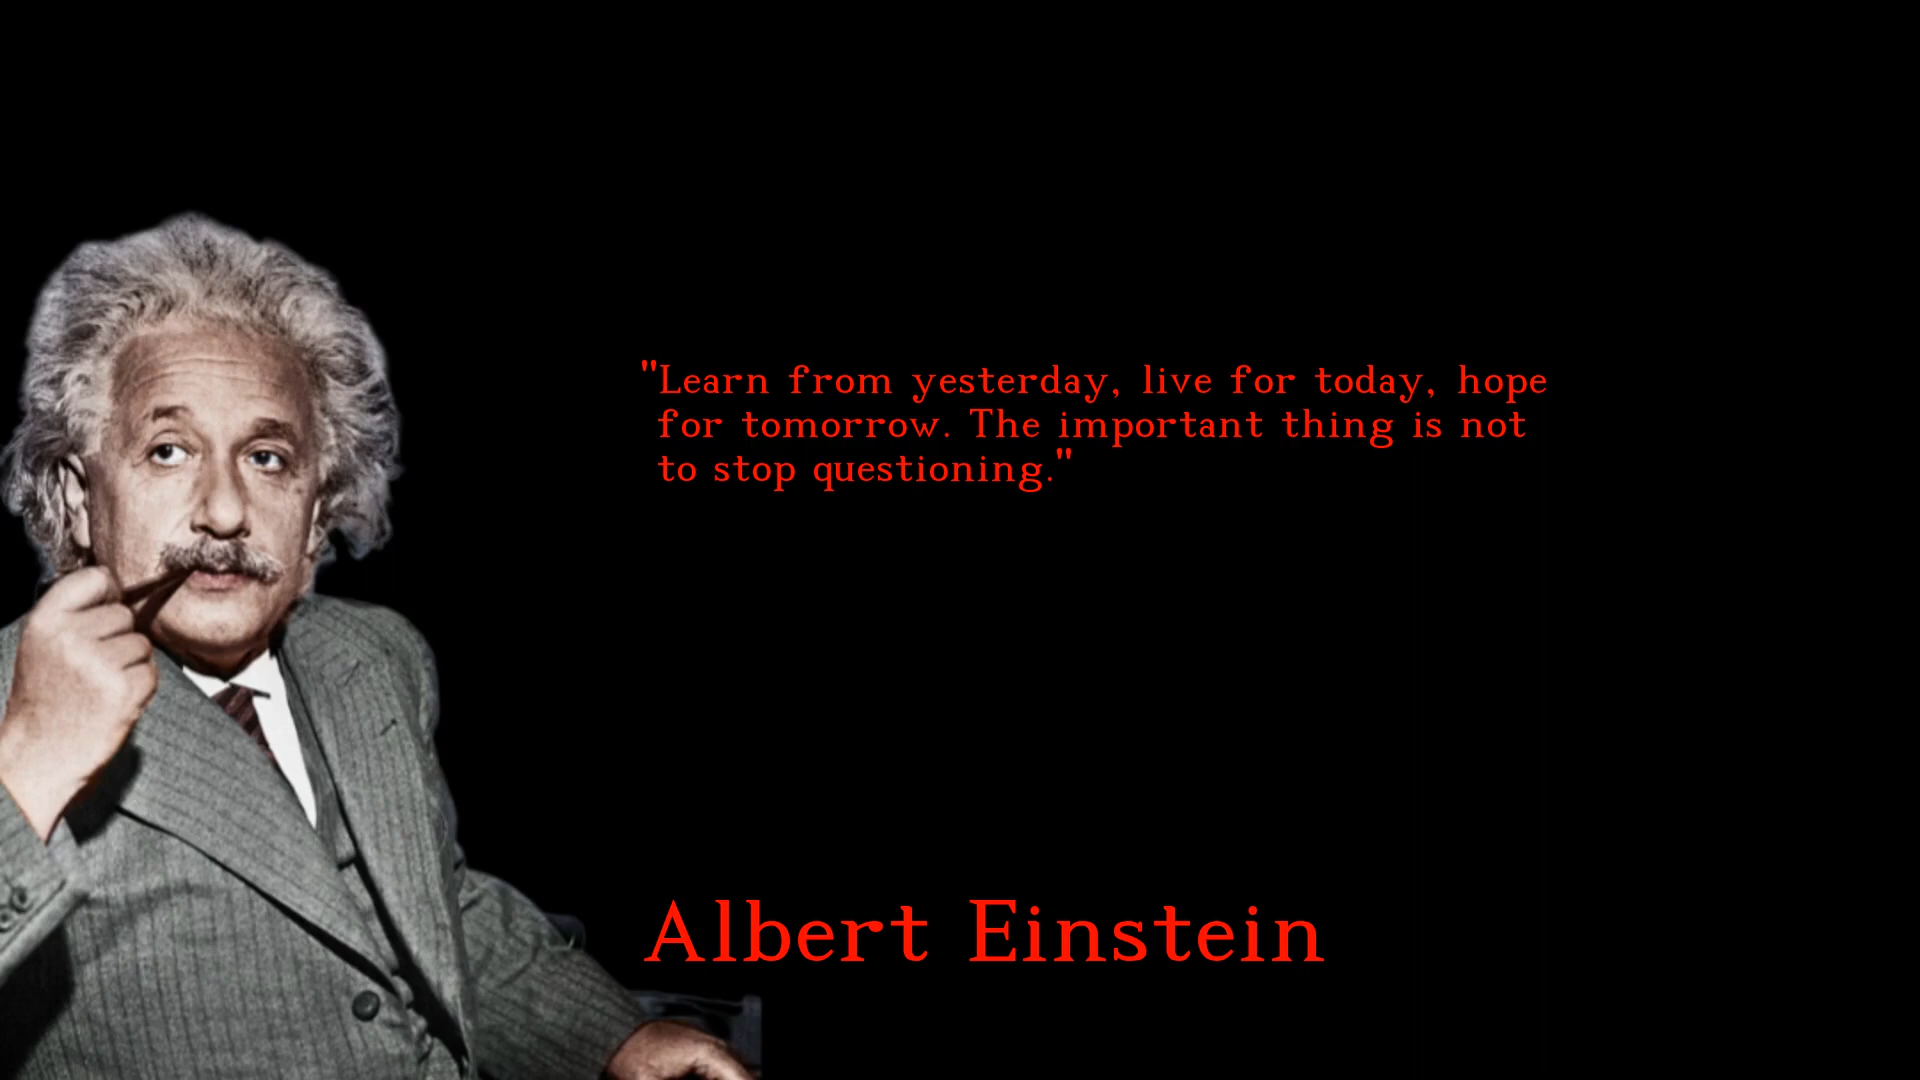 "Learn from yesterday, live for today, hope
for tomorrow. The important thing is not
to stop questioning."
Albert Einstein